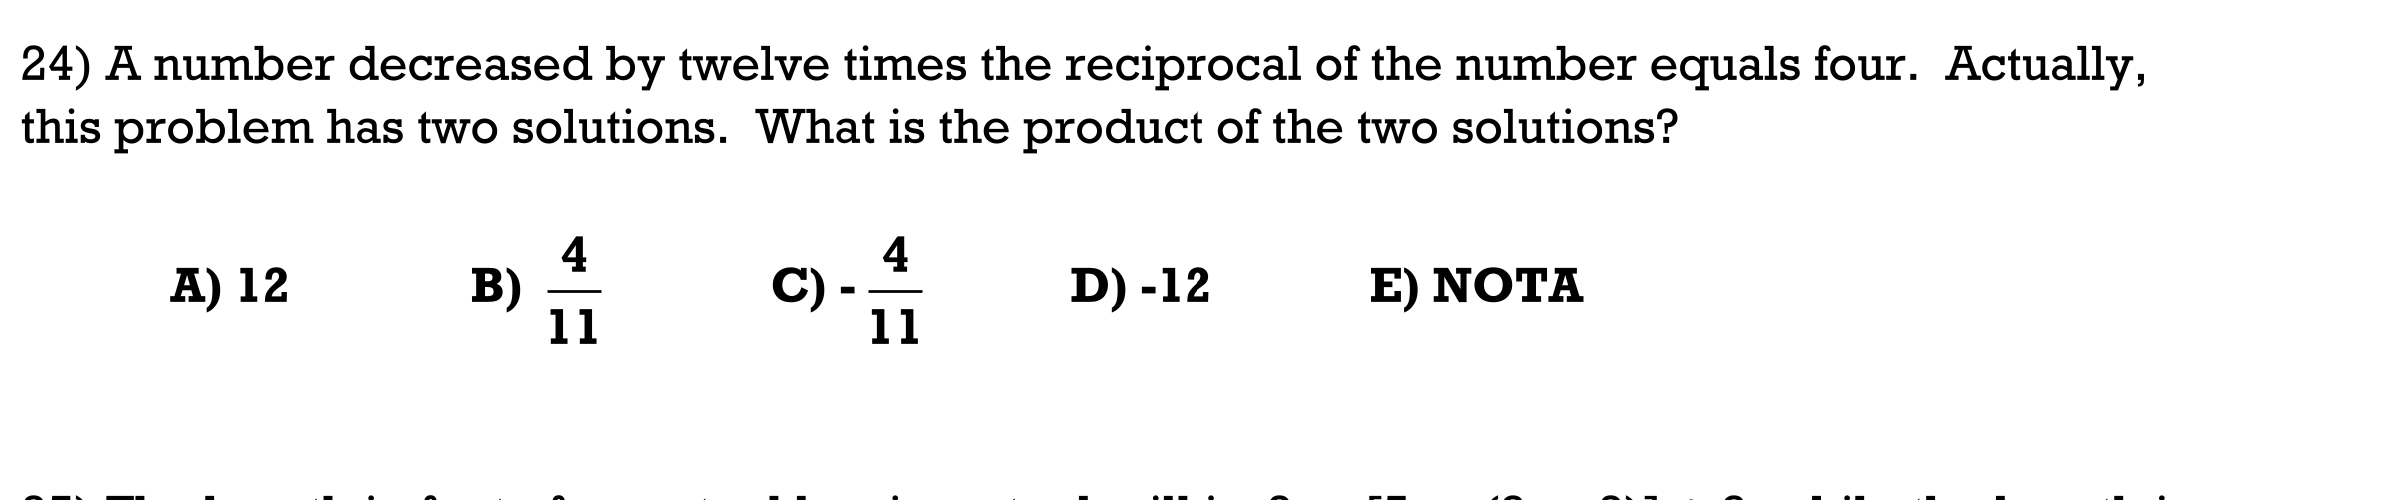 24) A number decreased by twelve times the reciprocal of the number equals four. Actually,
this problem has two solutions. What is the product of the two solutions?
A) 12 B) 4/11 C) - 4/11 D) -12 E) NOTA